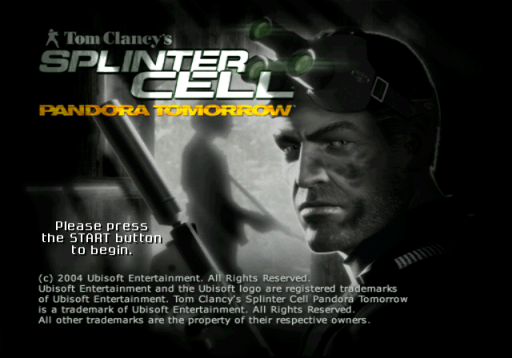 Tom Clancy's
SPLINTER
CELL
PANDORA TOMORROW
Please press
the START button
to begin.
(c) 2004 Ubisoft Entertainment. All Rights Reserved.
Ubisoft Entertainment and the Ubisoft logo are registered trademarks
of Ubisoft Entertainment. Tom Clancy's Splinter Cell Pandora Tomorrow
is a trademark of Ubisoft Entertainment. All Rights Reserved.
All other trademarks are the property of their respective owners.